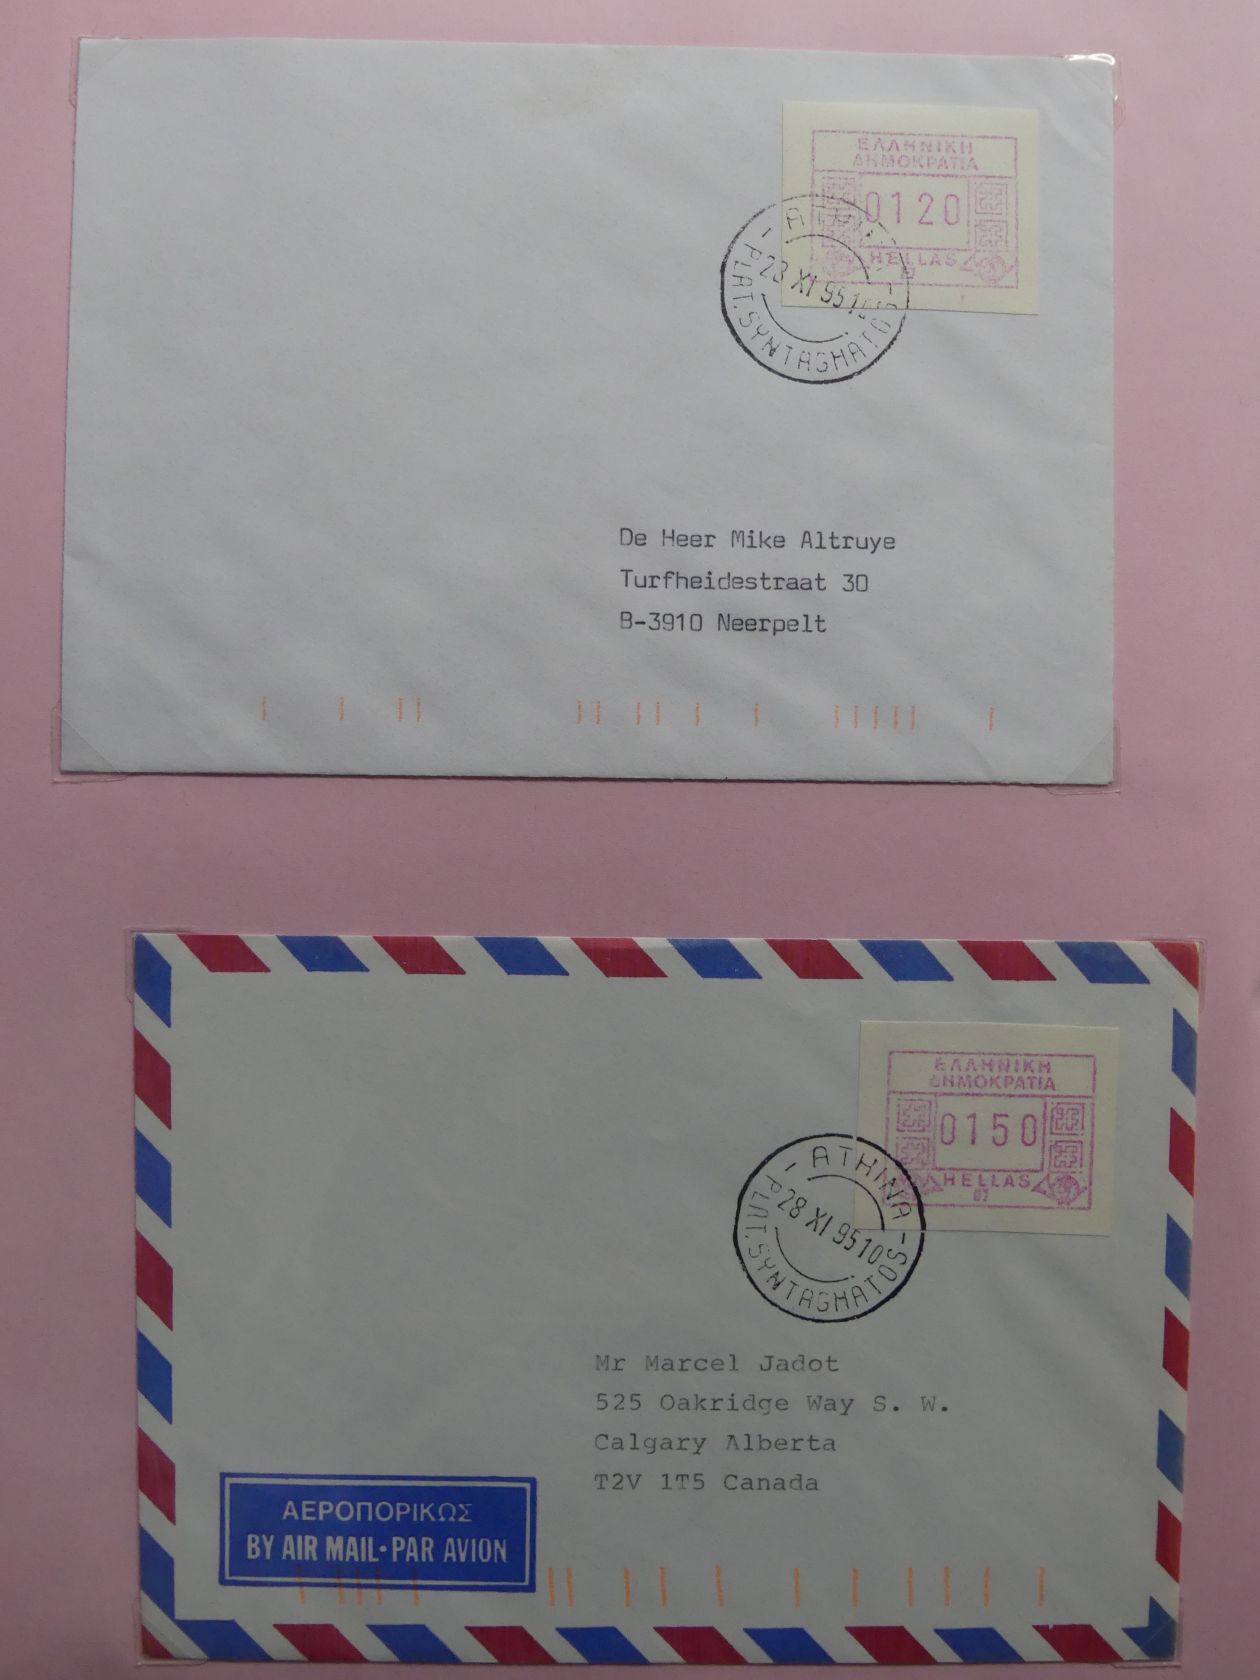 ΕΛΛΗΝΙΚΗ
ΔΗΜΟΚΡΑΤΙΑ
0120
HELLAS
PLAT. SYNTAGMATOS
23 XI 95 10
De Heer Mike Altruye
Turfheidestraat 30
B-3910 Neerpelt
ΕΛΛΗΝΙΚΗ
ΔΗΜΟΚΡΑΤΙΑ
0150
HELLAS
07
ATHINA
28 XI 95 10
PLAT. SYNTAGMATOS
Mr Marcel Jadot
525 Oakridge Way S. W.
Calgary Alberta
T2V 1T5 Canada
ΑΕΡΟΠΟΡΙΚΩΣ
BY AIR MAIL·PAR AVION